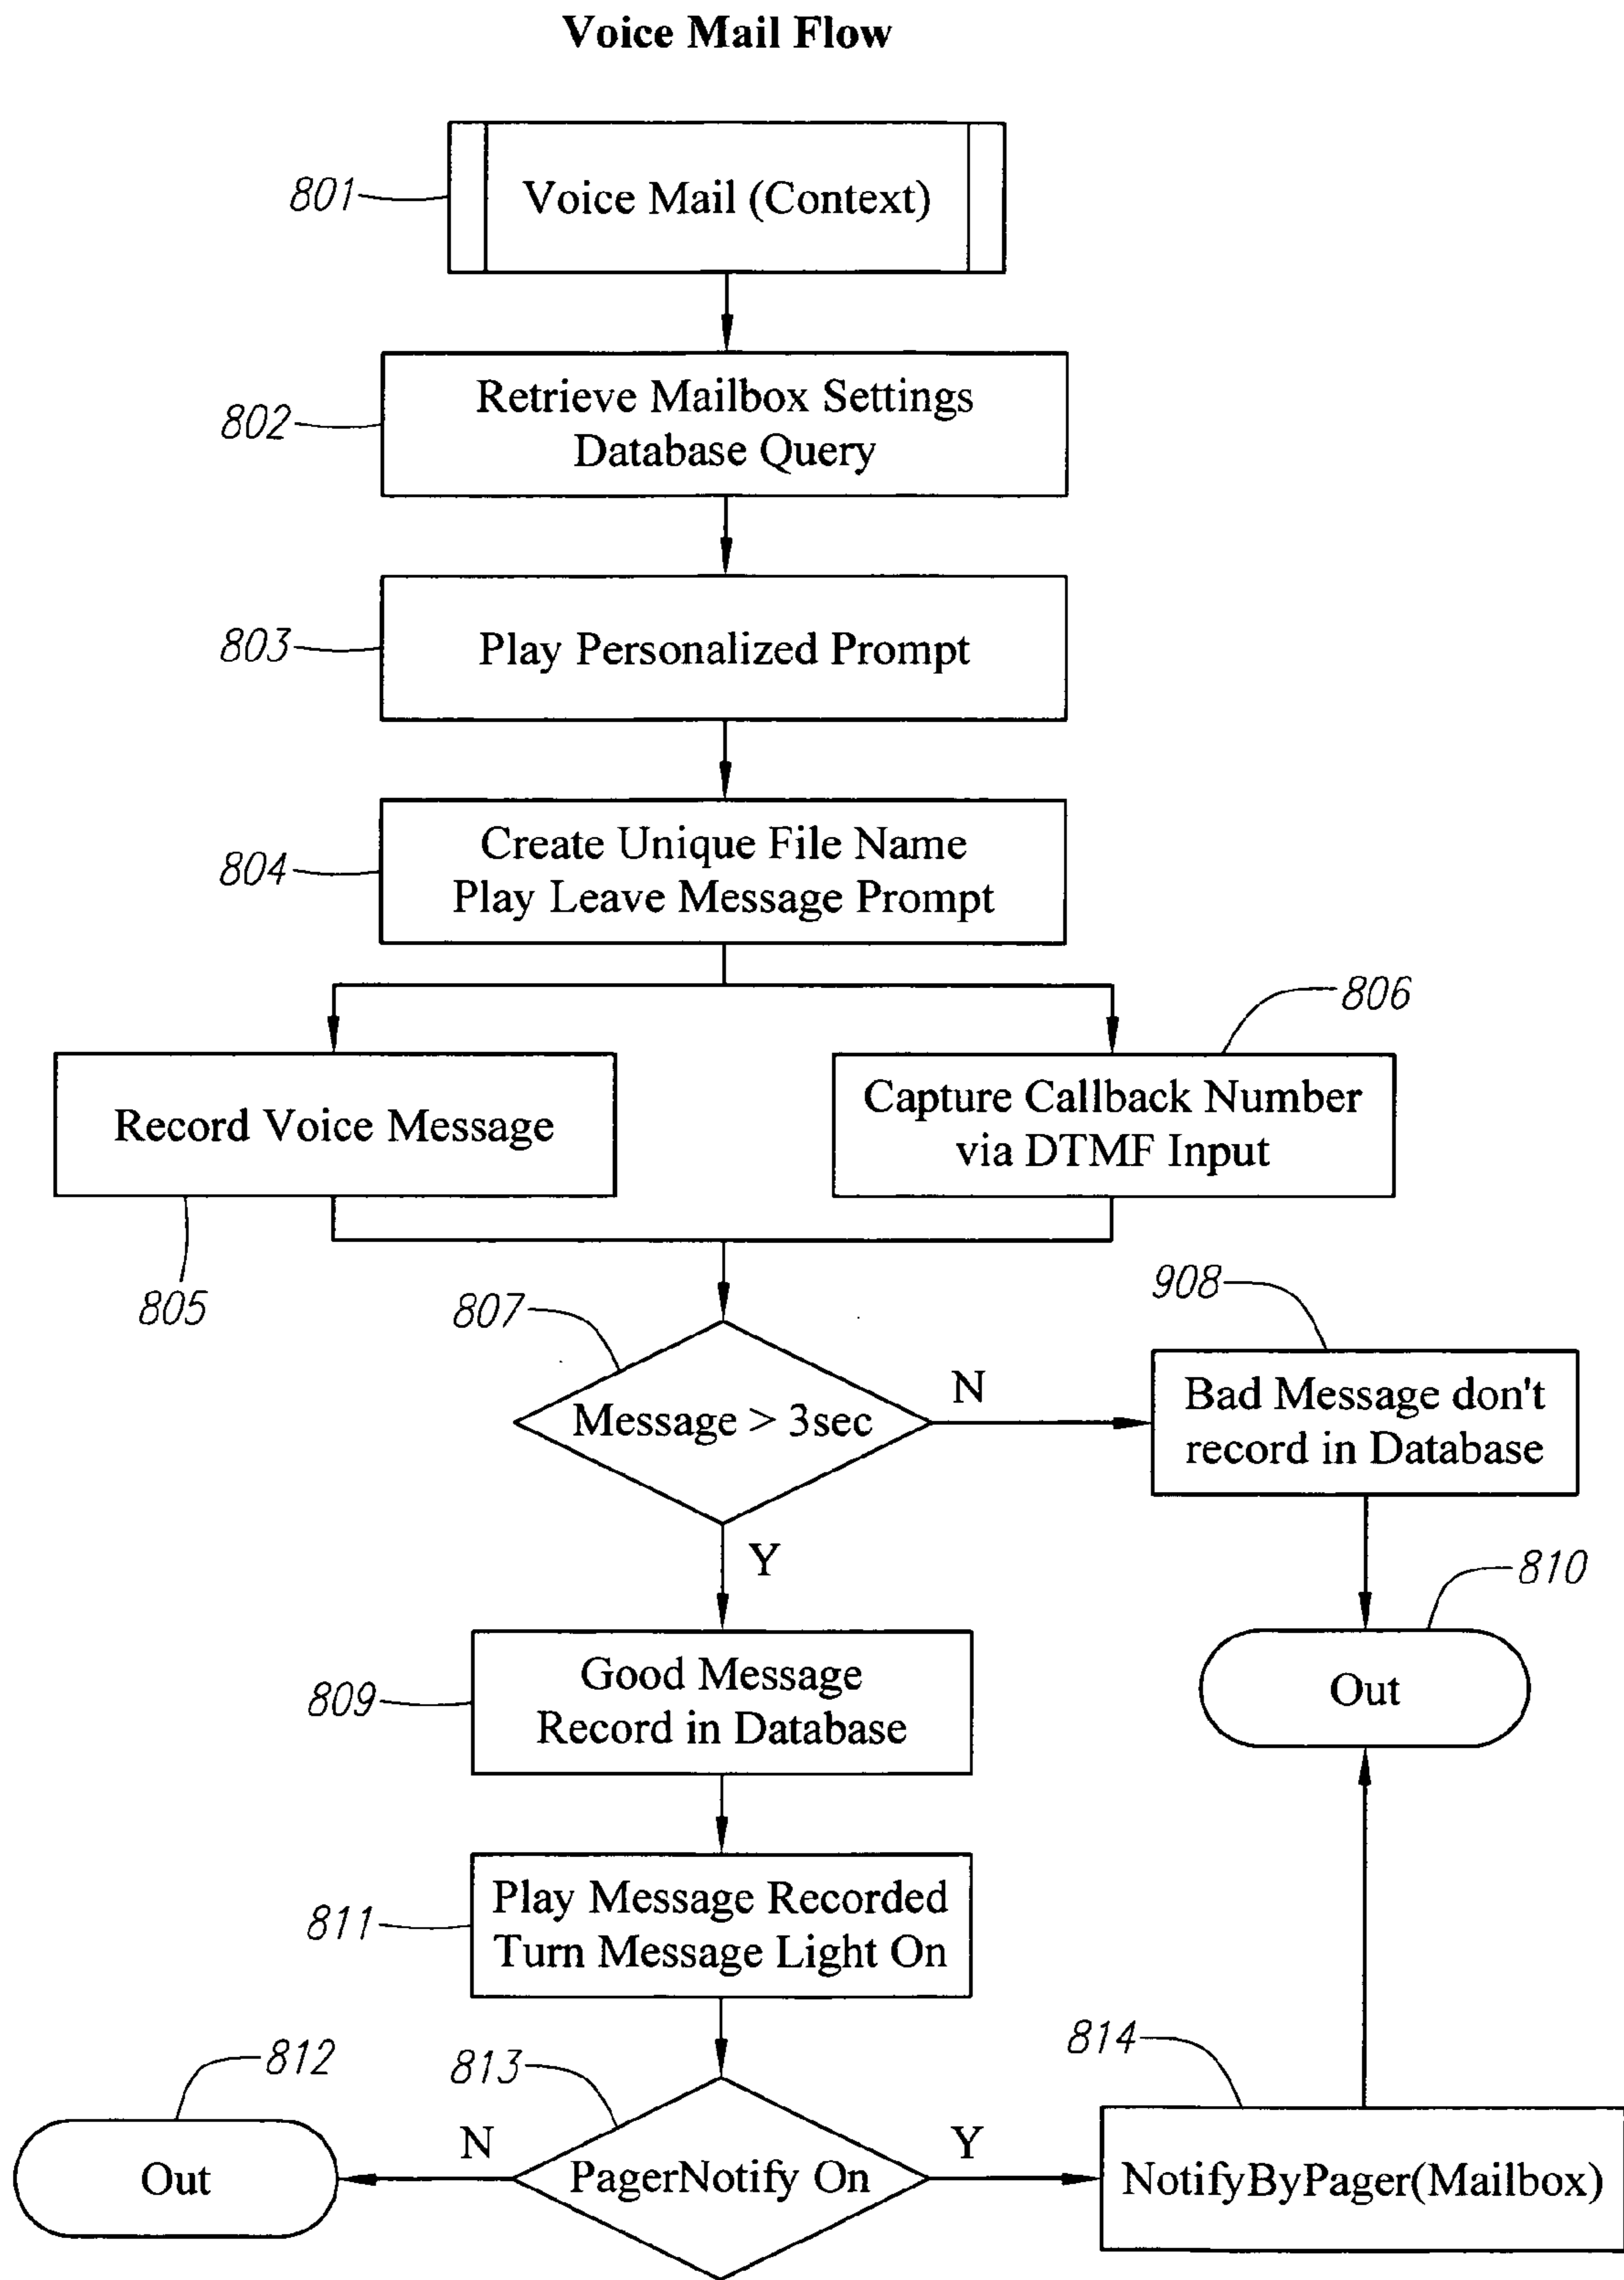 Voice Mail Flow
801
Voice Mail (Context)
802
Retrieve Mailbox Settings
Database Query
803
Play Personalized Prompt
804
Create Unique File Name
Play Leave Message Prompt
806
Record Voice Message
Capture Callback Number
via DTMF Input
805
807
908
Message > 3sec
N
Bad Message don't
record in Database
Y
810
Out
809
Good Message
Record in Database
811
Play Message Recorded
Turn Message Light On
812
813
814
Out
N
PagerNotify On
Y
NotifyByPager(Mailbox)